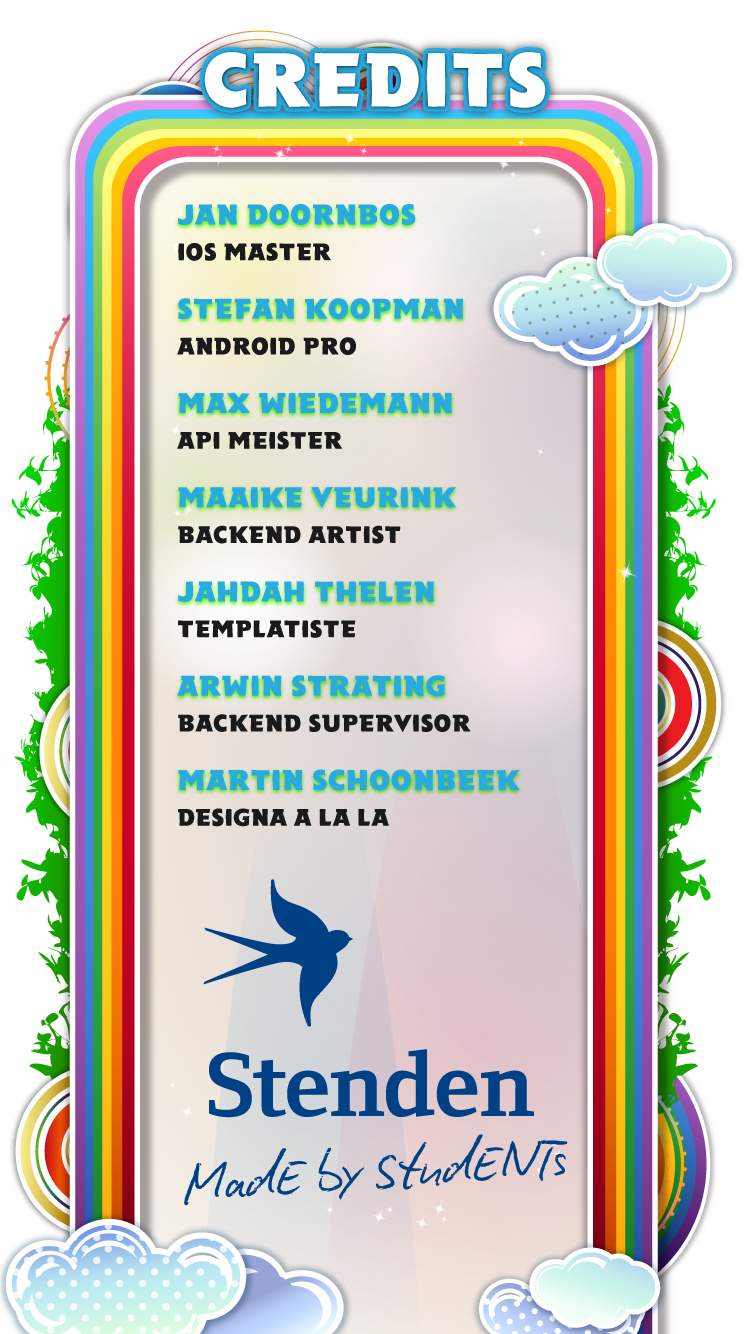 CREDITS
JAN DOORNBOS
IOS MASTER
STEFAN KOOPMAN
ANDROID PRO
MAX WIEDEMANN
API MEISTER
MAAIKE VEURINK
BACKEND ARTIST
JAHDAH THELEN
TEMPLATISTE
ARWIN STRATING
BACKEND SUPERVISOR
MARTIN SCHOONBEEK
DESIGNA A LA LA
Stenden
MadE by StudENTs